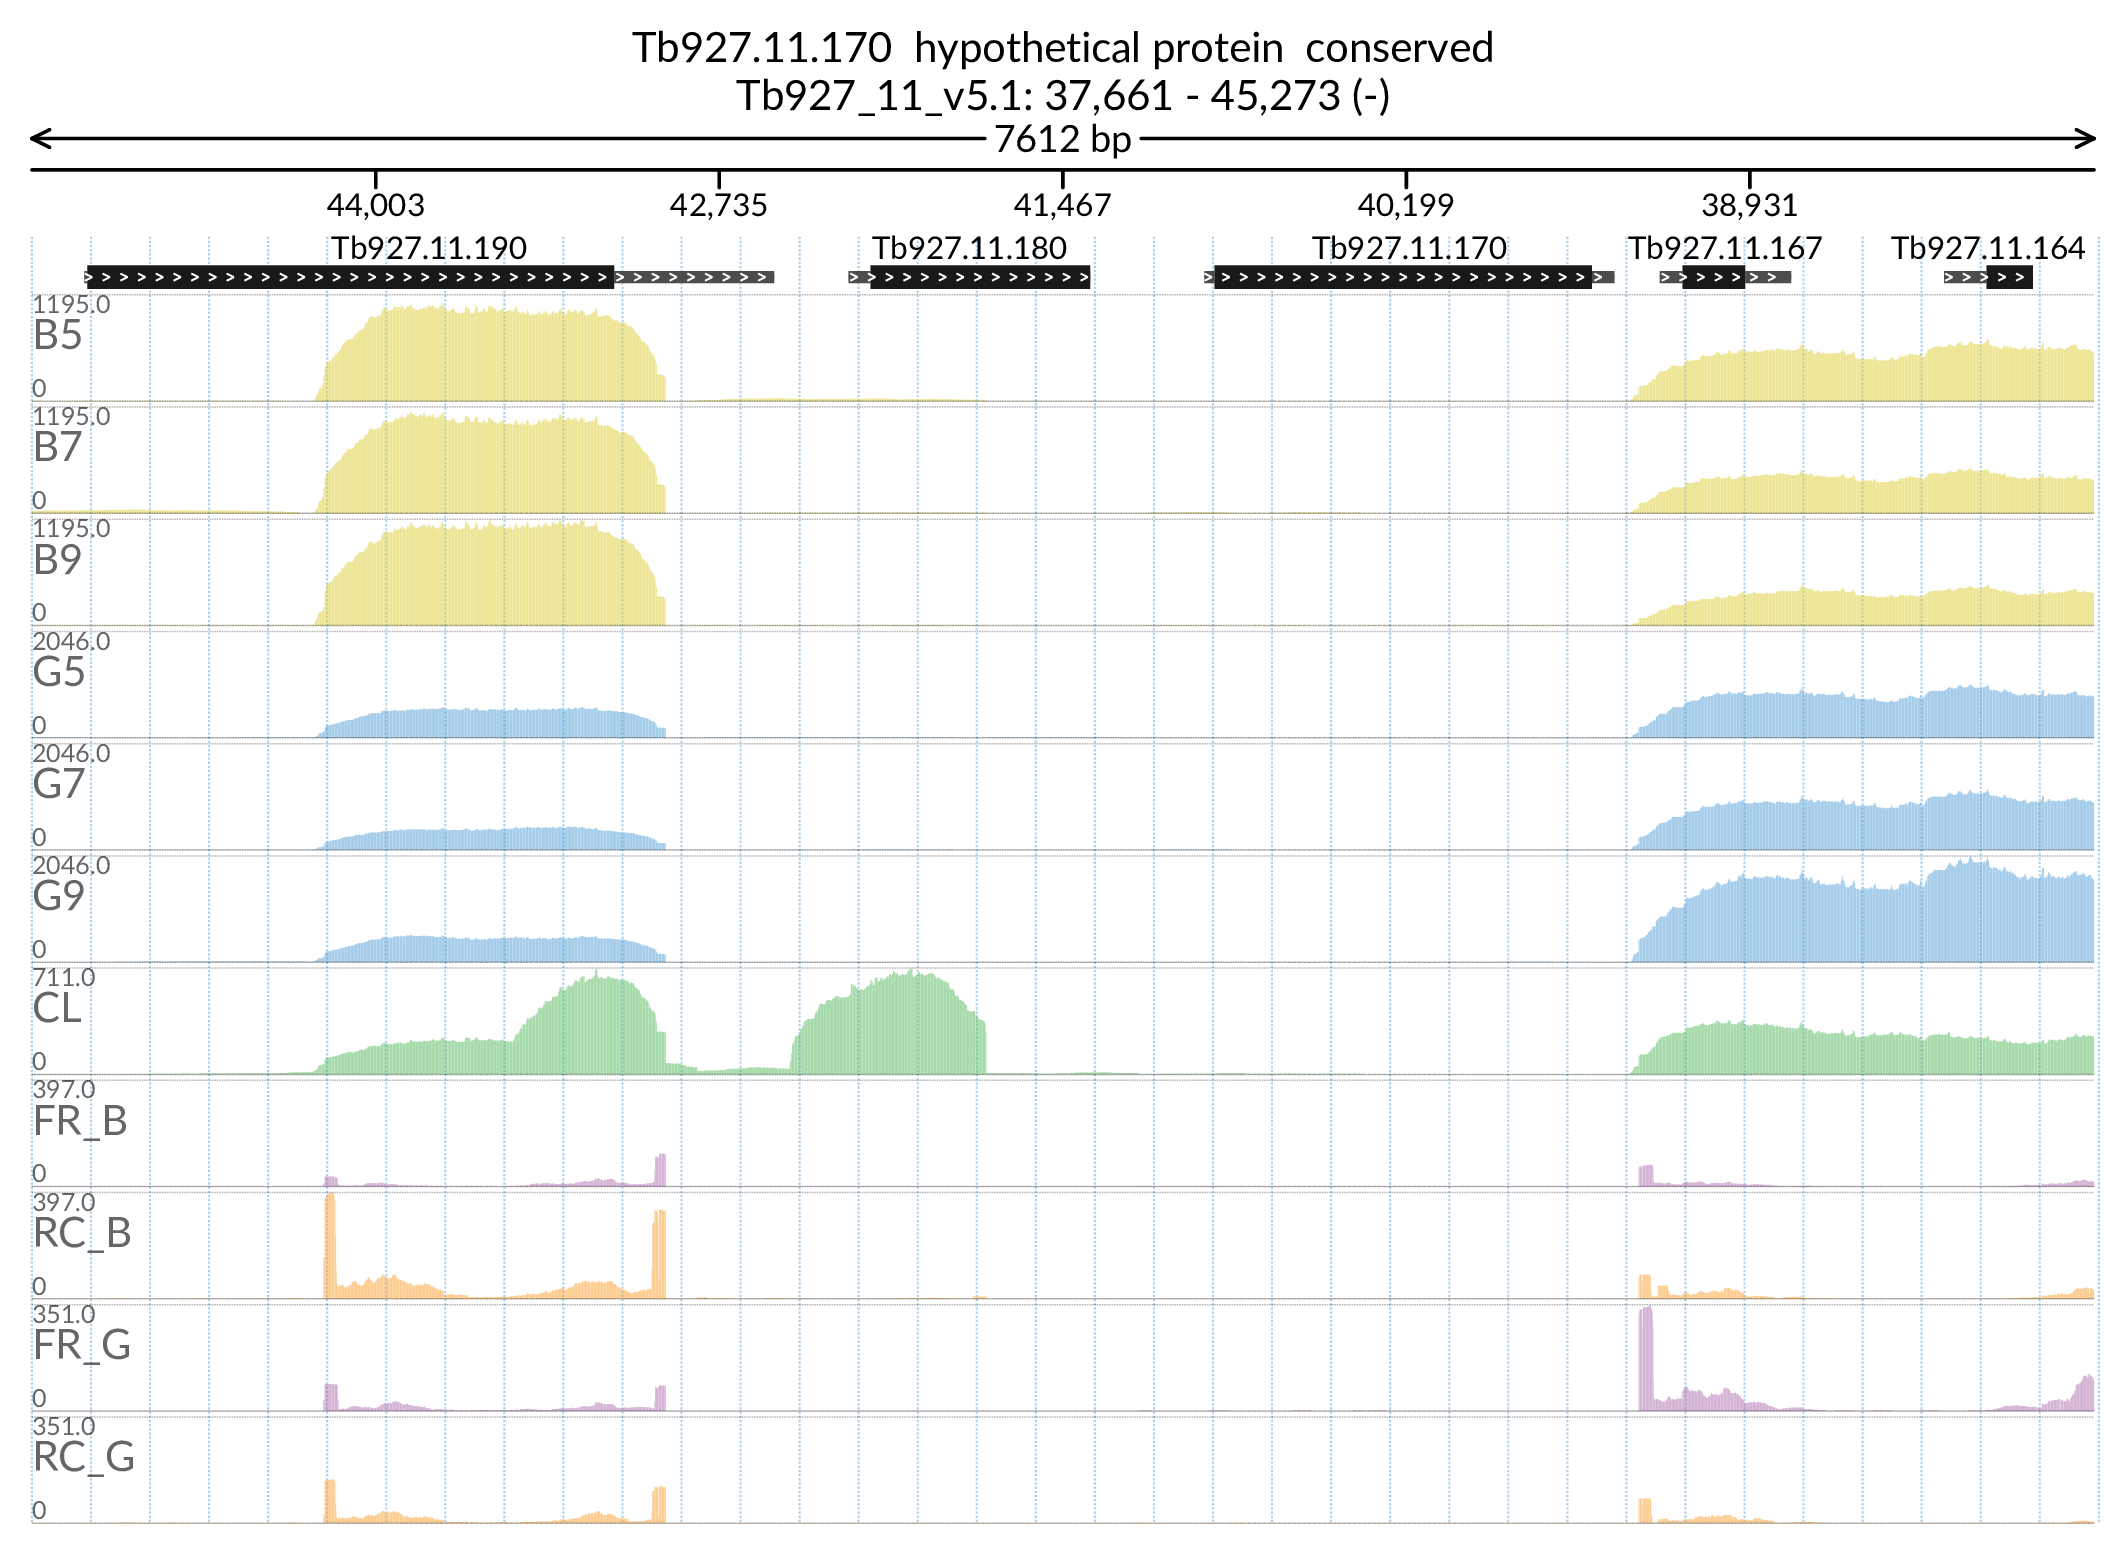 Tb927.11.170  hypothetical protein  conserved
Tb927_11_v5.1: 37,661 - 45,273 (-)
7612 bp
44,003 42,735 41,467 40,199 38,931
Tb927.11.190 Tb927.11.180 Tb927.11.170 Tb927.11.167 Tb927.11.164
1195.0
B5
0
1195.0
B7
0
1195.0
B9
0
2046.0
G5
0
2046.0
G7
0
2046.0
G9
0
711.0
CL
0
397.0
FR_B
0
397.0
RC_B
0
351.0
FR_G
0
351.0
RC_G
0